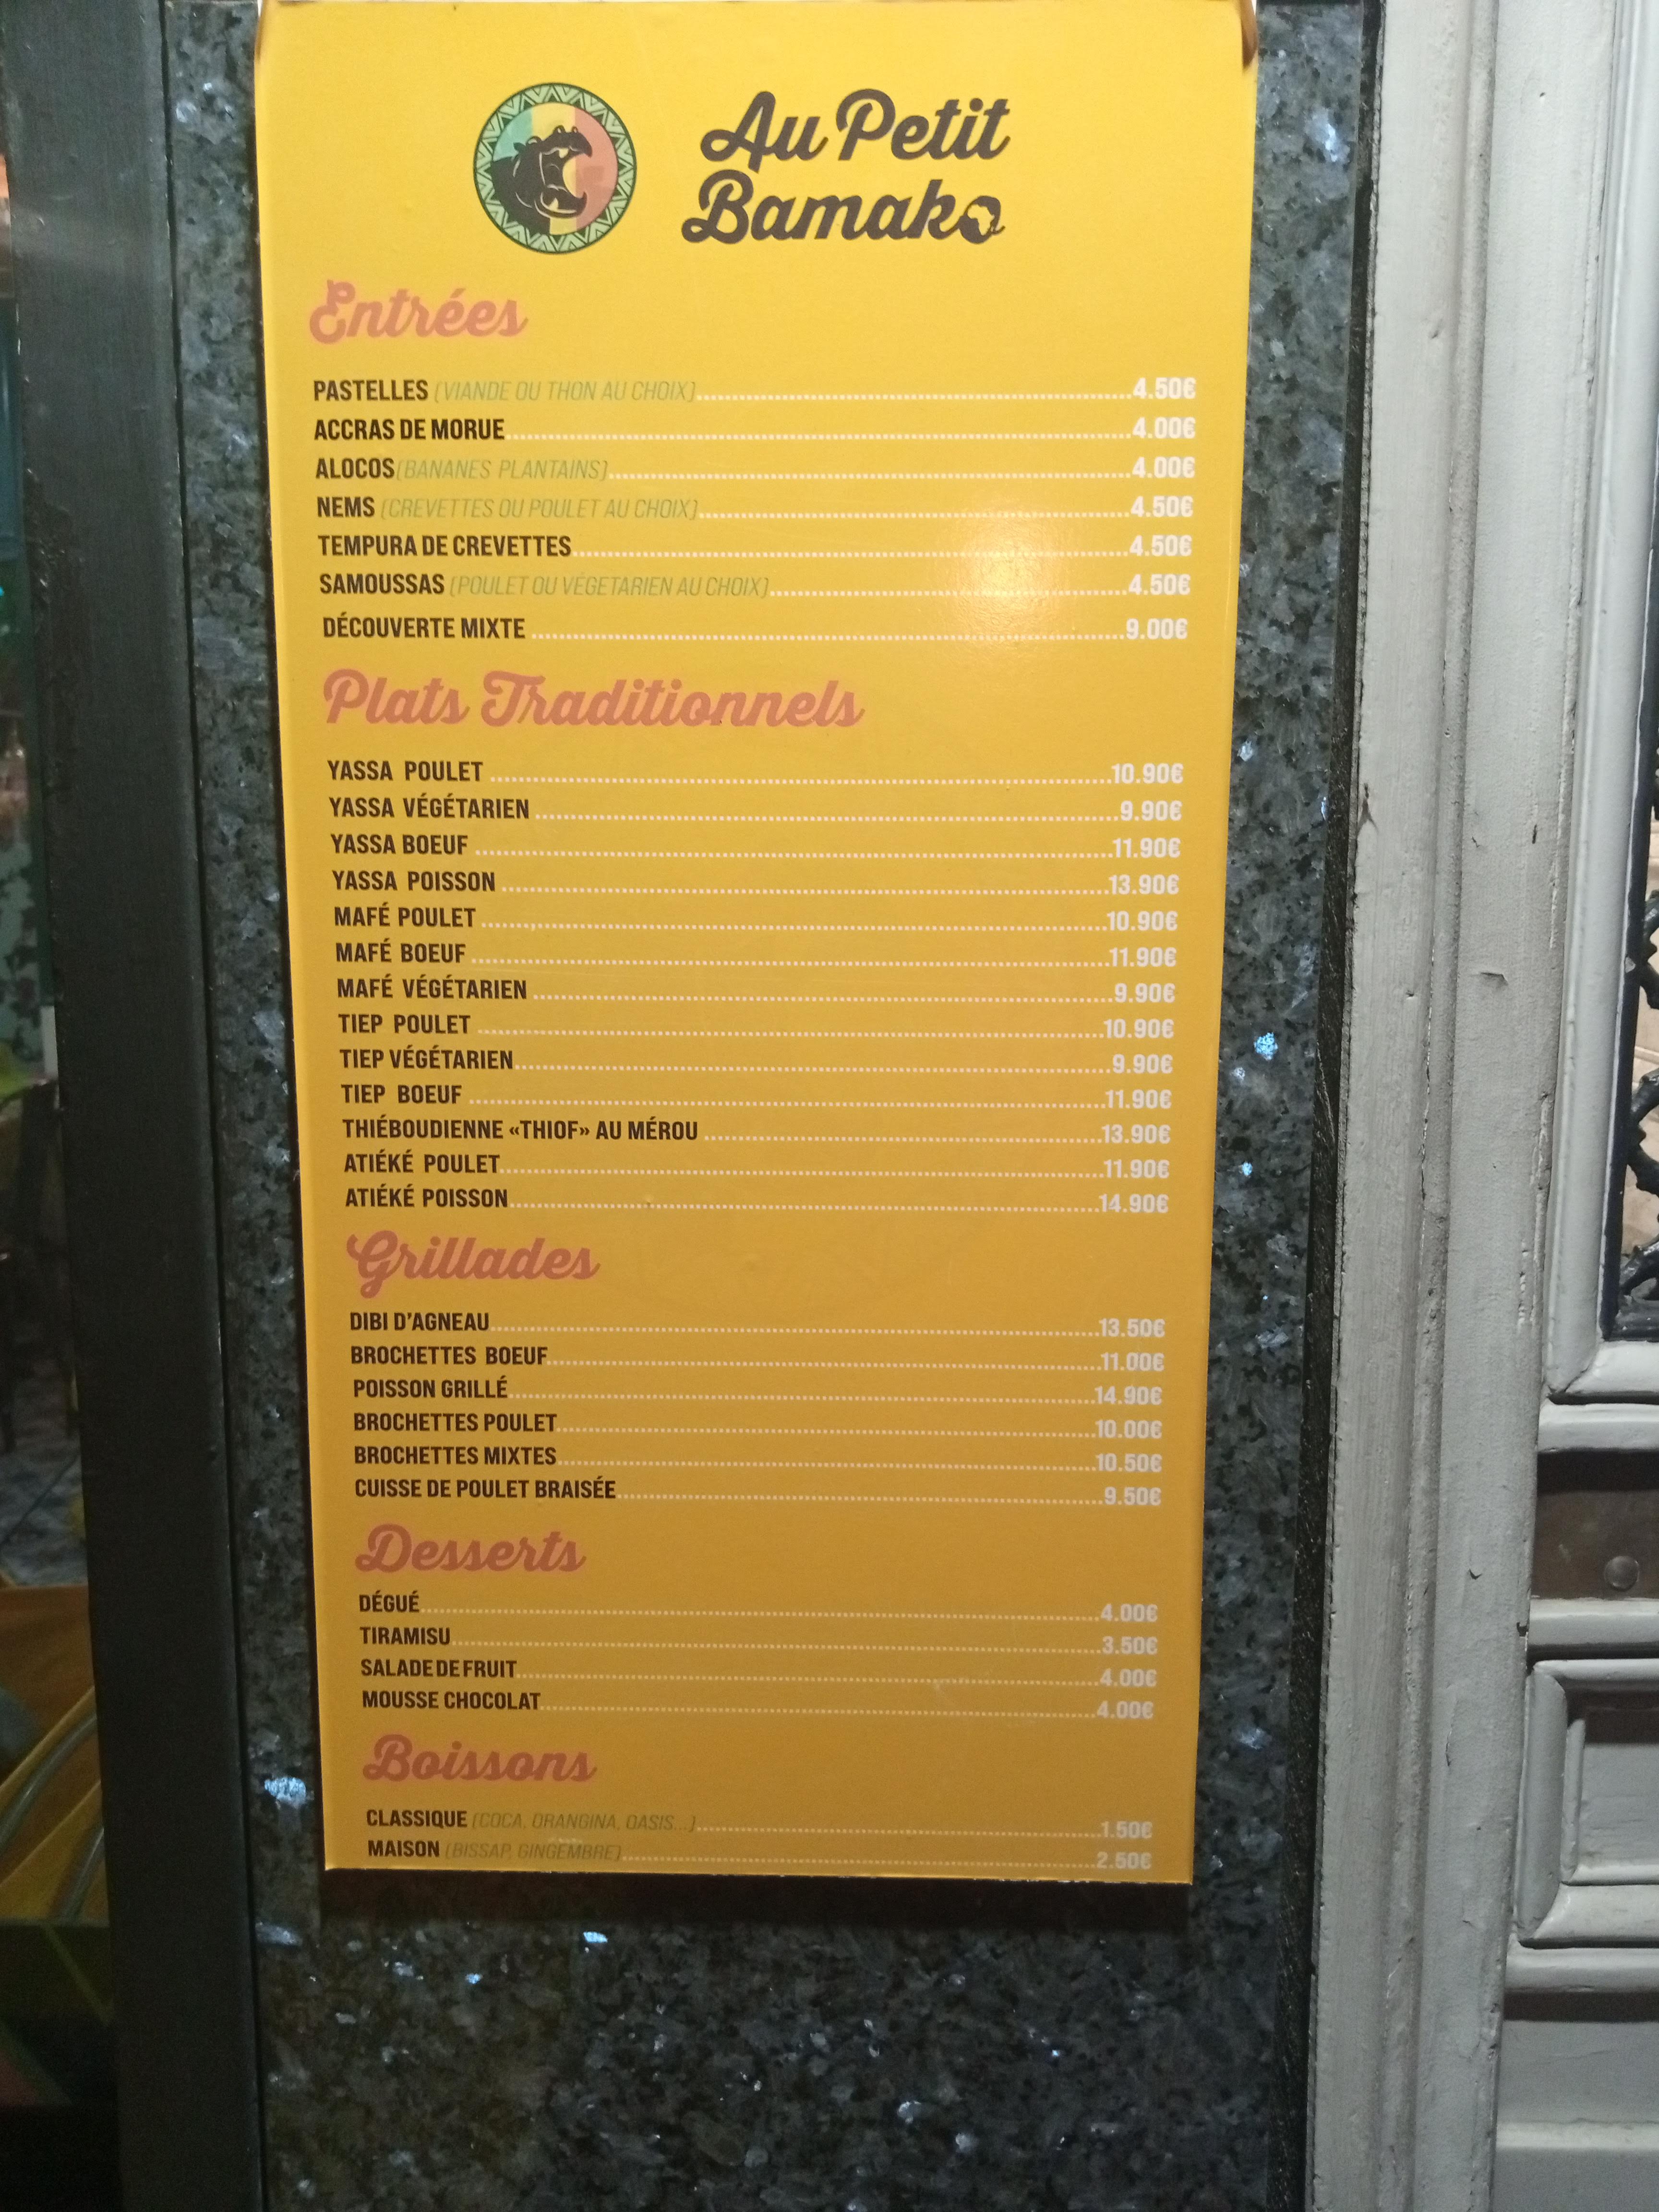 Au Petit
Bamako
Entrées
PASTELLES (VIANDE OU THON AU CHOIX)........4.50€
ACCRAS DE MORUE........4.00€
ALOCOS(BANANES PLANTAINS)........4.00€
NEMS (CREVETTES OU POULET AU CHOIX)........4.50€
TEMPURA DE CREVETTES........4.50€
SAMOUSSAS (POULET OU VÉGÉTARIEN AU CHOIX)........4.50€
DÉCOUVERTE MIXTE ........9.00€
Plats Traditionnels
YASSA POULET ........10.90€
YASSA VÉGÉTARIEN ........9.90€
YASSA BOEUF ........11.90€
YASSA POISSON ........13.90€
MAFÉ POULET ........10.90€
MAFÉ BOEUF ........11.90€
MAFÉ VÉGÉTARIEN ........9.90€
TIEP POULET ........10.90€
TIEP VÉGÉTARIEN........9.90€
TIEP BOEUF ........11.90€
THIÉBOUDIENNE «THIOF» AU MÉROU ........13.90€
ATIÉKÉ POULET........11.90€
ATIÉKÉ POISSON........14.90€
Grillades
DIBI D'AGNEAU........13.50€
BROCHETTES BOEUF........11.00€
POISSON GRILLÉ........14.90€
BROCHETTES POULET........10.00€
BROCHETTES MIXTES........10.50€
CUISSE DE POULET BRAISÉE........9.50€
Desserts
DÉGUÉ........4.00€
TIRAMISU........3.50€
SALADE DE FRUIT........4.00€
MOUSSE CHOCOLAT........4.00€
Boissons
CLASSIQUE (COCA, ORANGINA, OASIS...)........1.50€
MAISON (BISSAP, GINGEMBRE)........2.50€